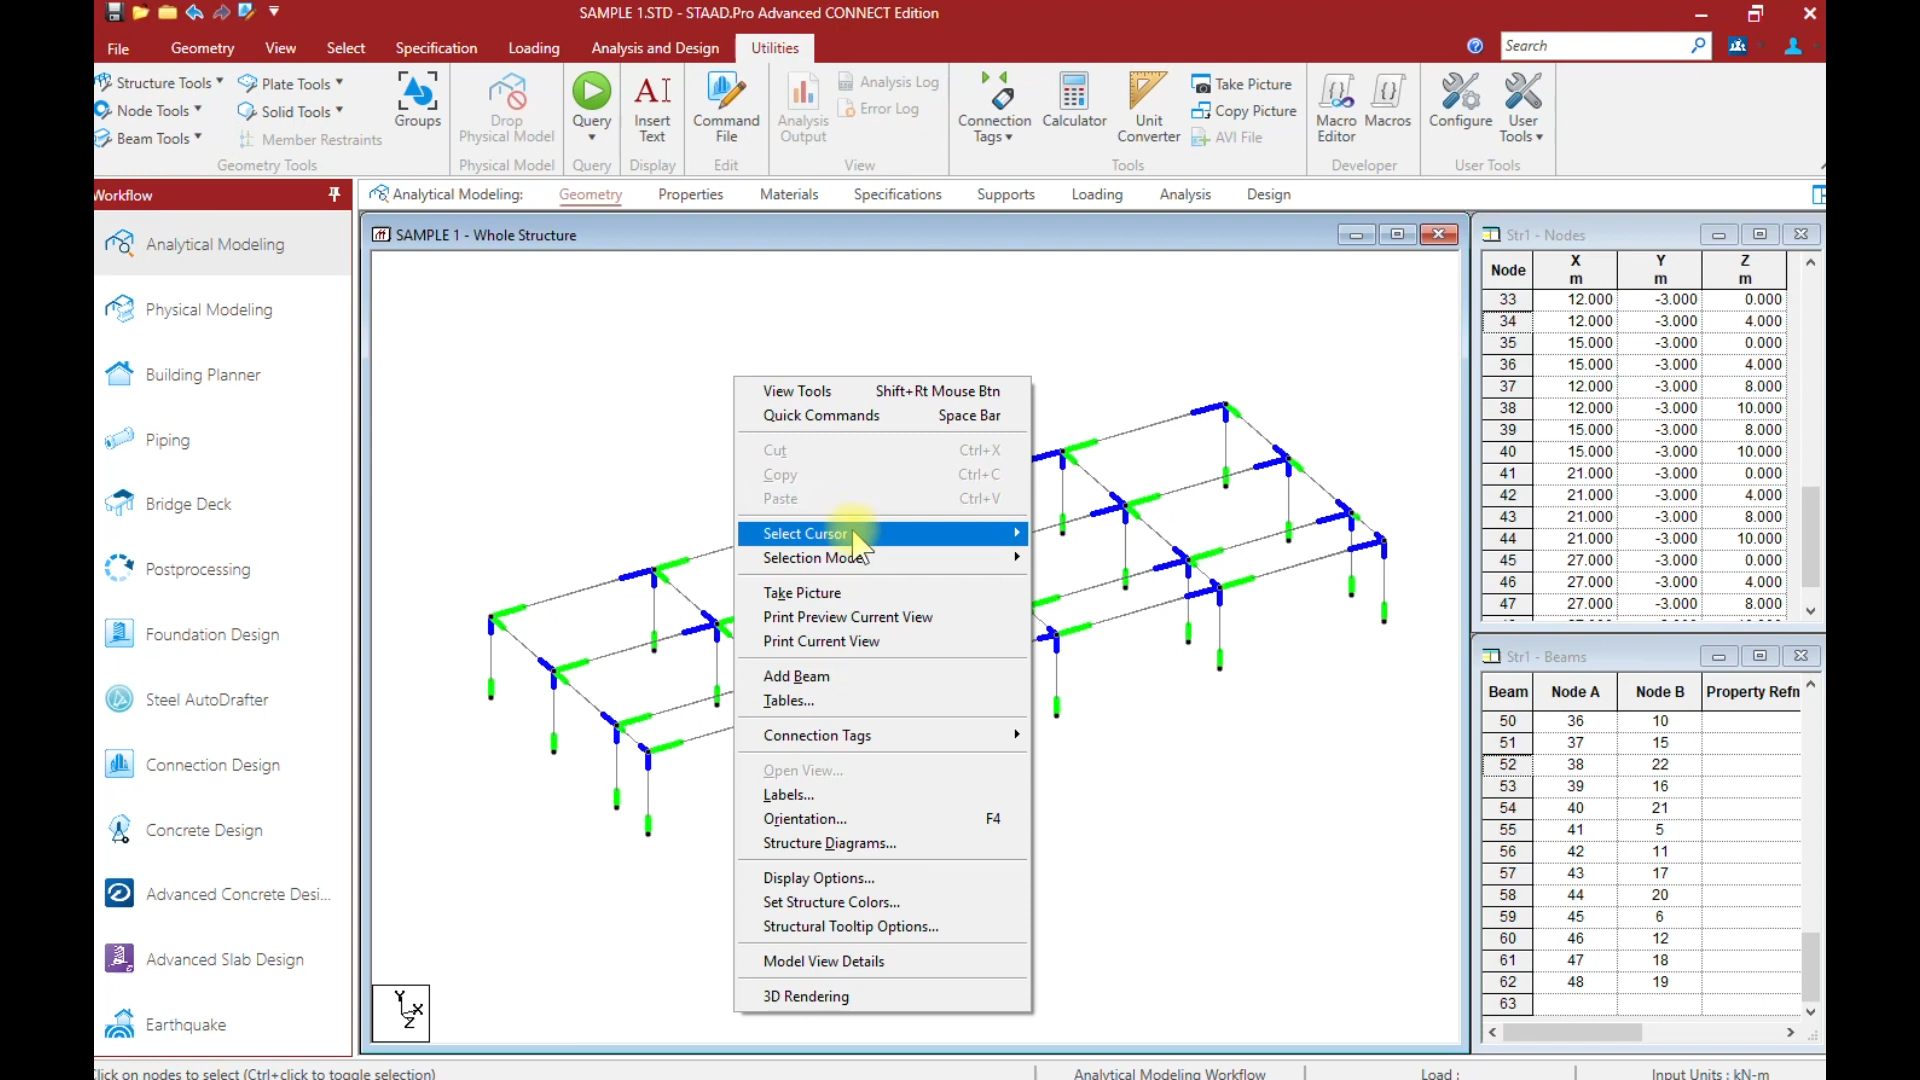 SAMPLE 1.STD - STAAD.Pro Advanced CONNECT Edition
File Geometry View Select Specification Loading Analysis and Design Utilities Search
Structure Tools Plate Tools
Node Tools Solid Tools
Beam Tools Member Restraints
Geometry Tools
Groups
Drop
Physical Model
Physical Model
Query
Query
Insert
Text
Display
Command
File
Edit
Analysis
Output
Analysis Log
Error Log
View
Connection
Tags
Calculator
Unit
Converter
Take Picture
Copy Picture
AVI File
Tools
Macro
Editor
Macros
Developer
Configure
User
Tools
User Tools
Workflow
Analytical Modeling: Geometry Properties Materials Specifications Supports Loading Analysis Design
Analytical Modeling
Physical Modeling
Building Planner
Piping
Bridge Deck
Postprocessing
Foundation Design
Steel AutoDrafter
Connection Design
Concrete Design
Advanced Concrete Desi...
Advanced Slab Design
Earthquake
SAMPLE 1 - Whole Structure
View Tools Shift+Rt Mouse Btn
Quick Commands Space Bar
Cut Ctrl+X
Copy Ctrl+C
Paste Ctrl+V
Select Cursor
Selection Mode
Take Picture
Print Preview Current View
Print Current View
Add Beam
Tables...
Connection Tags
Open View...
Labels...
Orientation... F4
Structure Diagrams...
Display Options...
Set Structure Colors...
Structural Tooltip Options...
Model View Details
3D Rendering
Y
X
Z
Str1 - Nodes
Node X m Y m Z m
33 12.000 -3.000 0.000
34 12.000 -3.000 4.000
35 15.000 -3.000 0.000
36 15.000 -3.000 4.000
37 12.000 -3.000 8.000
38 12.000 -3.000 10.000
39 15.000 -3.000 8.000
40 15.000 -3.000 10.000
41 21.000 -3.000 0.000
42 21.000 -3.000 4.000
43 21.000 -3.000 8.000
44 21.000 -3.000 10.000
45 27.000 -3.000 0.000
46 27.000 -3.000 4.000
47 27.000 -3.000 8.000
Str1 - Beams
Beam Node A Node B Property Refn
50 36 10
51 37 15
52 38 22
53 39 16
54 40 21
55 41 5
56 42 11
57 43 17
58 44 20
59 45 6
60 46 12
61 47 18
62 48 19
63
Click on nodes to select (Ctrl+click to toggle selection) Analytical Modeling Workflow Load : Input Units : kN-m